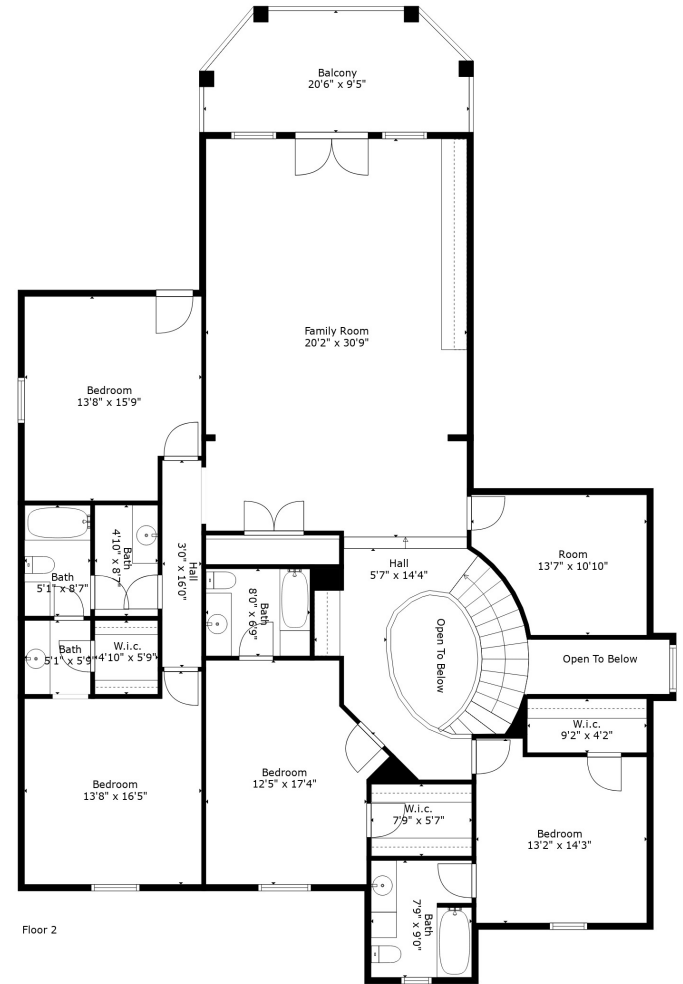 Balcony
20'6" x 9'5"
Family Room
20'2" x 30'9"
Bedroom
13'8" x 15'9"
Room
13'7" x 10'10"
Hall
3'0" x 16'0"
Hall
5'7" x 14'4"
Bath
4'10" x 8'7"
Bath
5'1" x 8'7"
Bath
8'0" x 6'9"
Bath
5'1" x 5'9"
W.i.c.
4'10" x 5'9"
Open To Below
Open To Below
W.i.c.
9'2" x 4'2"
Bedroom
13'8" x 16'5"
Bedroom
12'5" x 17'4"
W.i.c.
7'9" x 5'7"
Bedroom
13'2" x 14'3"
Bath
7'9" x 9'0"
Floor 2